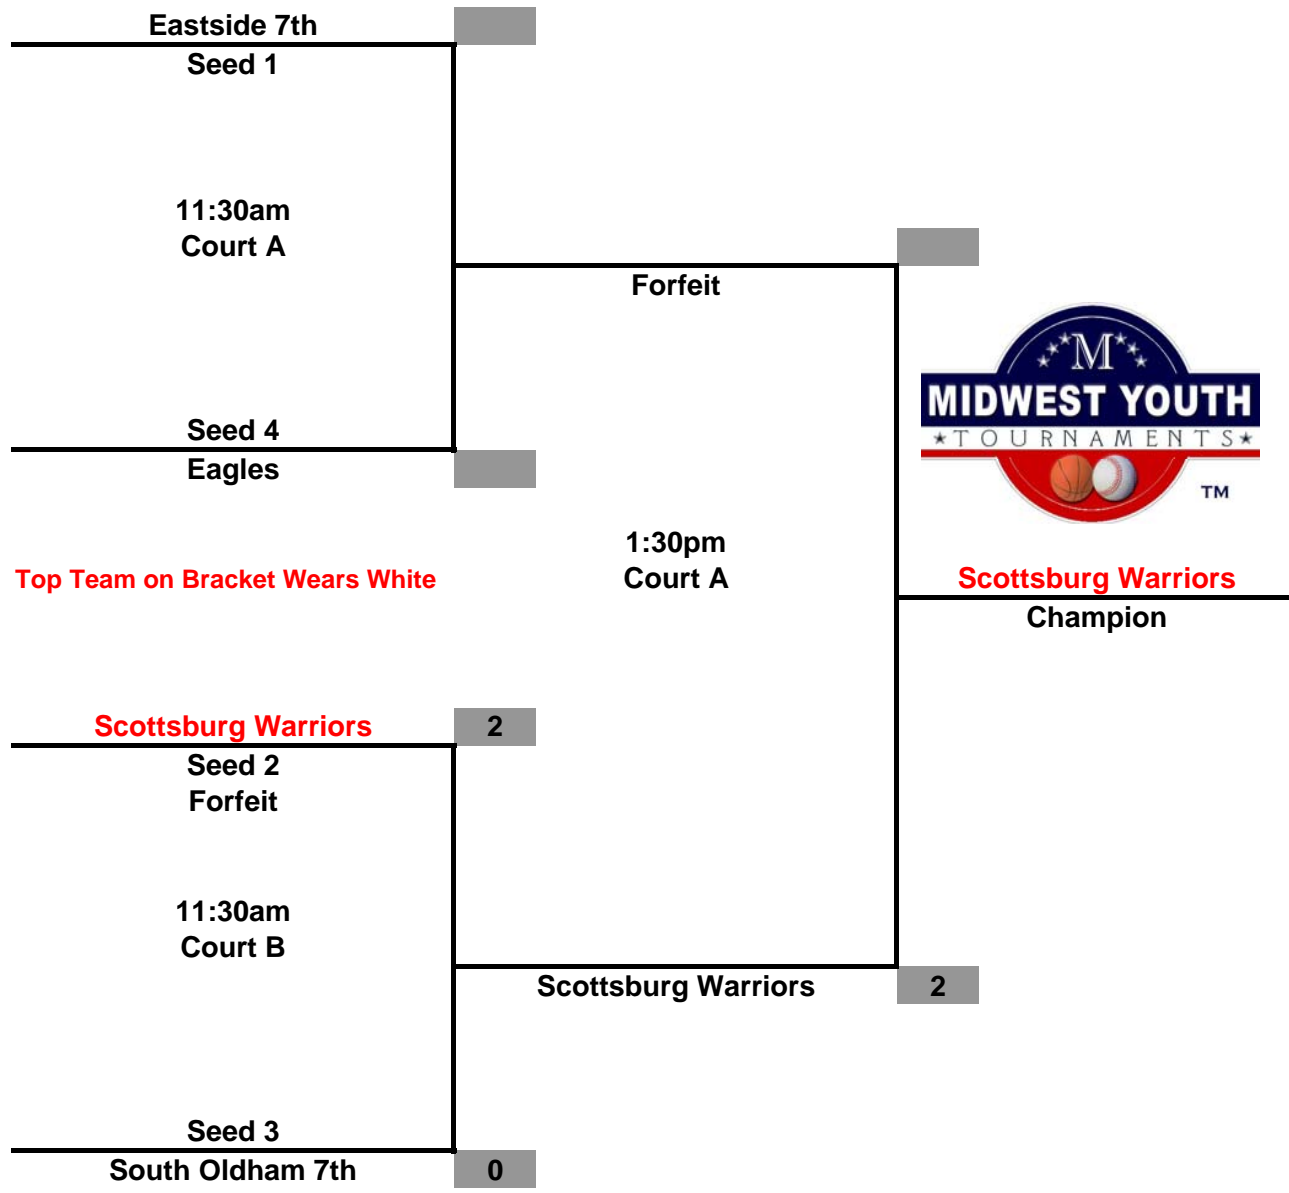 Eastside 7th
Seed 1
11:30am
Court A
Forfeit
M
MIDWEST YOUTH
★TOURNAMENTS★
TM
Seed 4
Eagles
1:30pm
Court A
Top Team on Bracket Wears White
Scottsburg Warriors
Champion
Scottsburg Warriors 2
Seed 2
Forfeit
11:30am
Court B
Scottsburg Warriors 2
Seed 3
South Oldham 7th 0